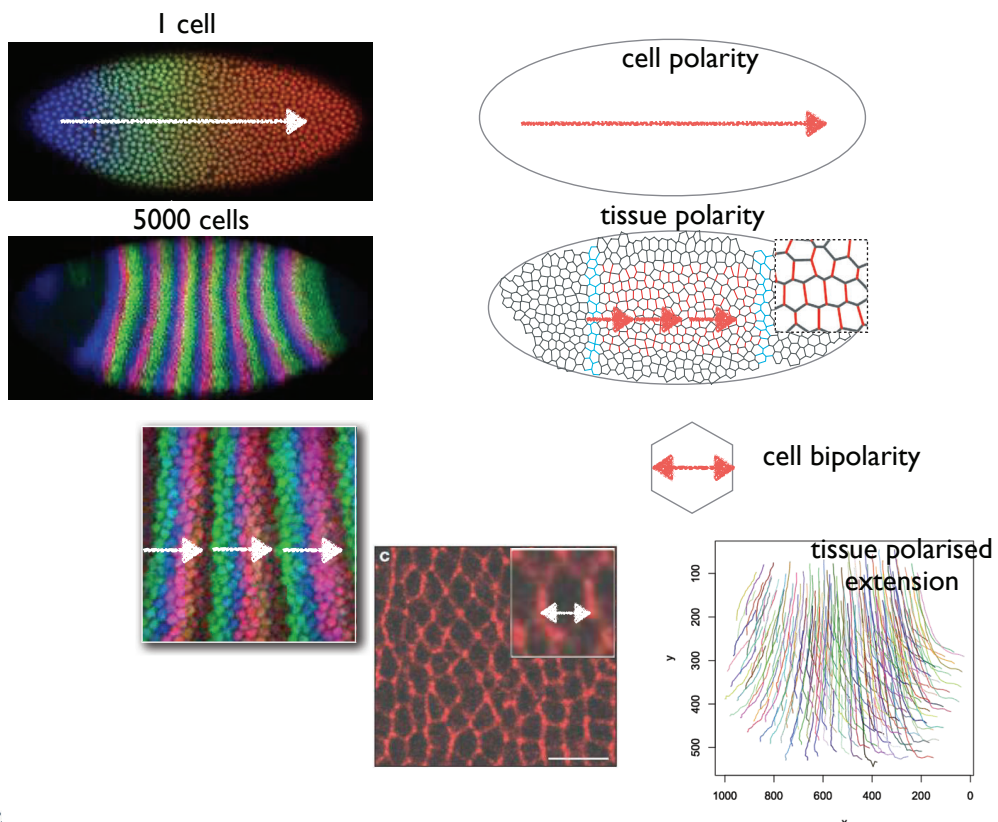 1 cell
cell polarity
5000 cells
tissue polarity
cell bipolarity
c
tissue polarised
extension
100
200
300
400
500
y
1000
800
600
400
200
0